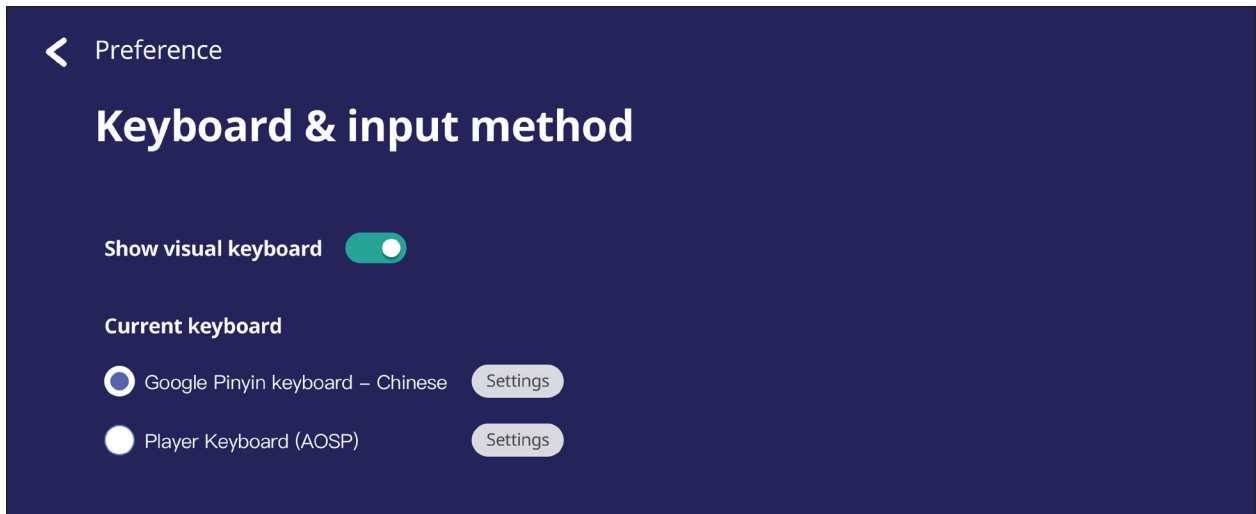 Preference
Keyboard & input method
Show visual keyboard
Current keyboard
Google Pinyin keyboard – Chinese Settings
Player Keyboard (AOSP) Settings